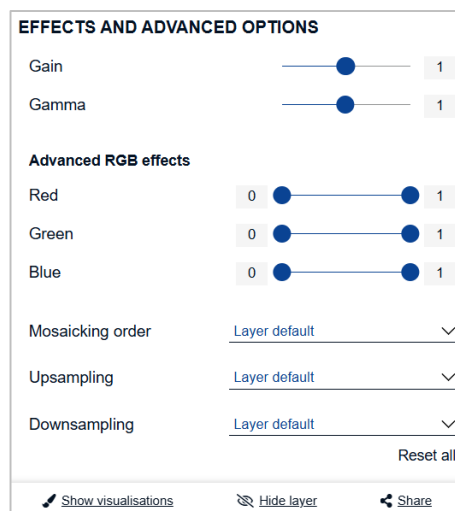 EFFECTS AND ADVANCED OPTIONS
Gain 1
Gamma 1
Advanced RGB effects
Red 0 1
Green 0 1
Blue 0 1
Mosaicking order Layer default
Upsampling Layer default
Downsampling Layer default
Reset all
Show visualisations Hide layer Share